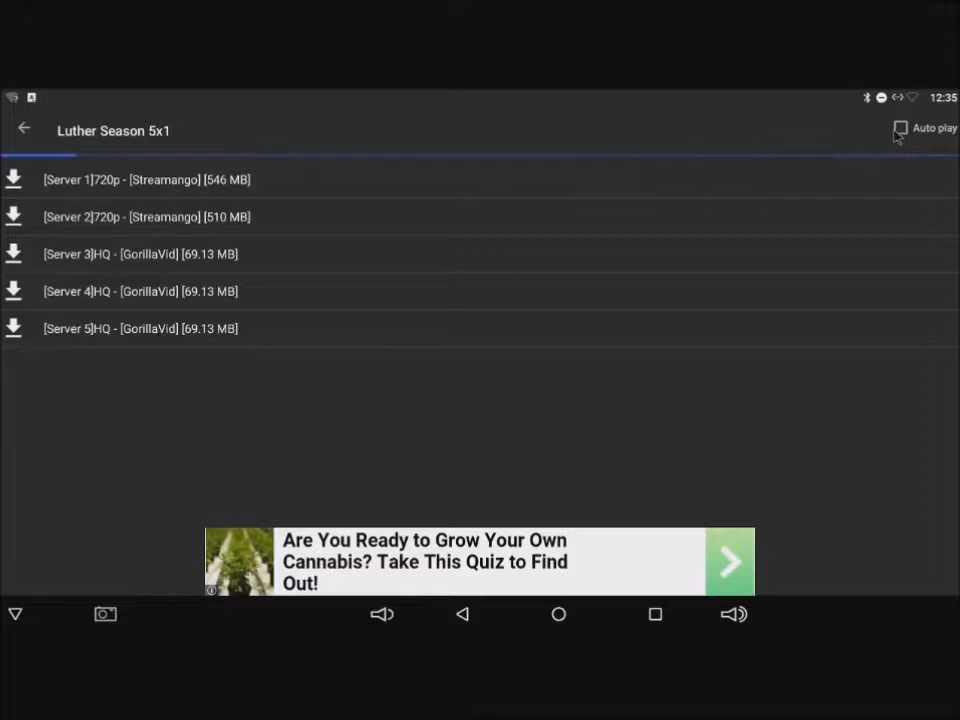 12:35
Luther Season 5x1
Auto play
[Server 1]720p - [Streamango] [546 MB]
[Server 2]720p - [Streamango] [510 MB]
[Server 3]HQ - [GorillaVid] [69.13 MB]
[Server 4]HQ - [GorillaVid] [69.13 MB]
[Server 5]HQ - [GorillaVid] [69.13 MB]
Are You Ready to Grow Your Own
Cannabis? Take This Quiz to Find
Out!